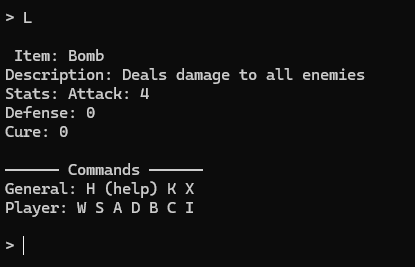 > L
Item: Bomb
Description: Deals damage to all enemies
Stats: Attack: 4
Defense: 0
Cure: 0
Commands
General: H (help) K X
Player: W S A D B C I
>